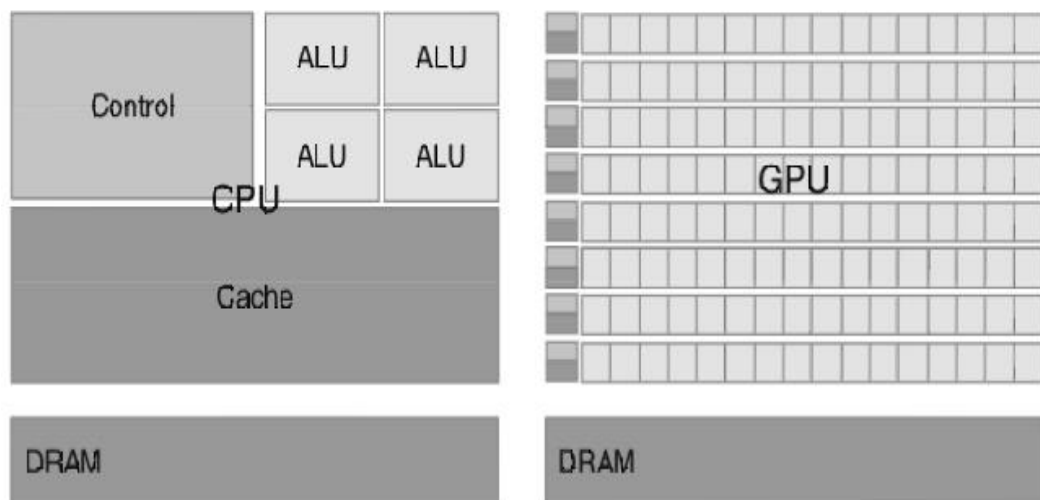 ALU ALU
Control
ALU ALU
CPU
Cache
DRAM
GPU
DRAM